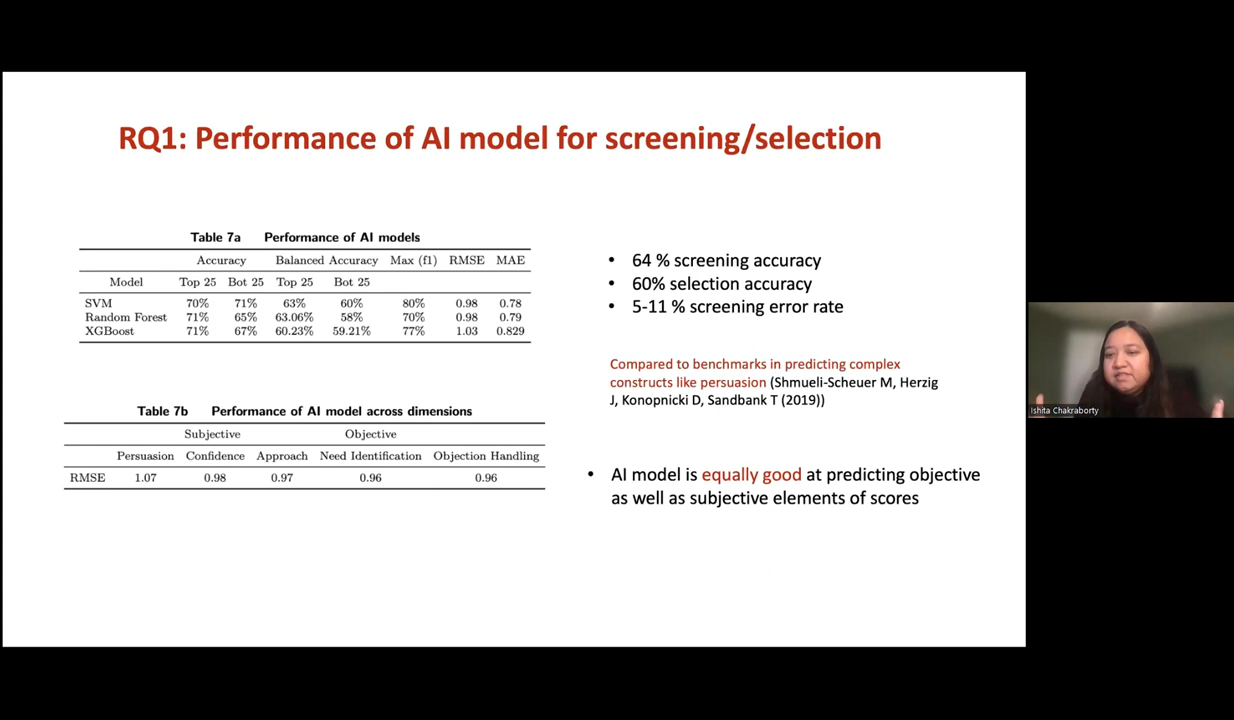 RQ1: Performance of AI model for screening/selection
Table 7a Performance of AI models
Accuracy Balanced Accuracy Max (f1) RMSE MAE
Model Top 25 Bot 25 Top 25 Bot 25
SVM 70% 71% 63% 60% 80% 0.98 0.78
Random Forest 71% 65% 63.06% 58% 70% 0.98 0.79
XGBoost 71% 67% 60.23% 59.21% 77% 1.03 0.829
Table 7b Performance of AI model across dimensions
Subjective Objective
Persuasion Confidence Approach Need Identification Objection Handling
RMSE 1.07 0.98 0.97 0.96 0.96
• 64 % screening accuracy
• 60% selection accuracy
• 5-11 % screening error rate
Compared to benchmarks in predicting complex
constructs like persuasion (Shmueli-Scheuer M, Herzig
J, Konopnicki D, Sandbank T (2019))
• AI model is equally good at predicting objective
as well as subjective elements of scores
Ishita Chakraborty